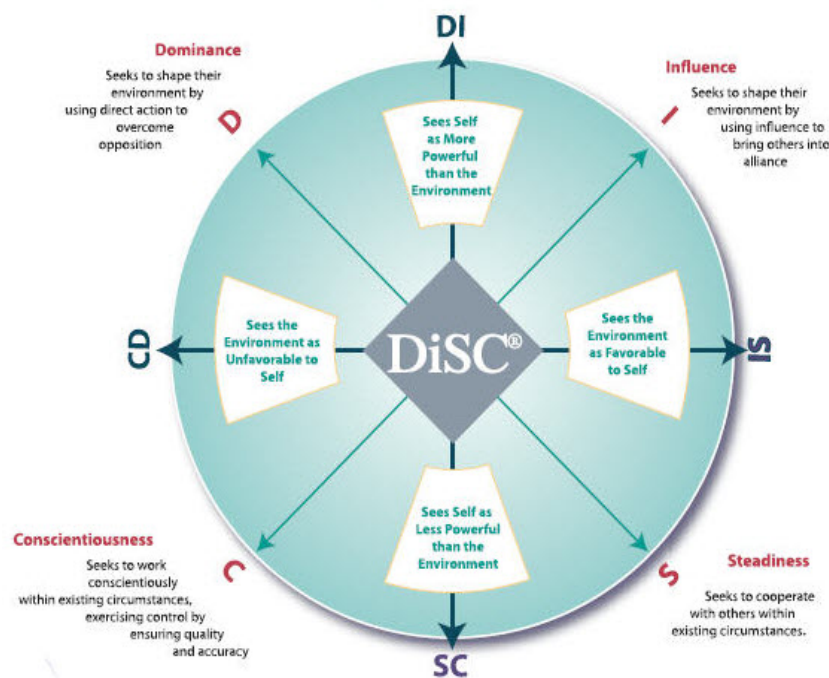 DI
Dominance
Seeks to shape their
environment by
using direct action to
overcome
opposition
D
Influence
Seeks to shape their
environment by
using influence to
bring others into
alliance
I
Sees Self
as More
Powerful
than the
Environment
CD
Sees the
Environment as
Unfavorable to
Self
DiSC®
Sees the
Environment
as Favorable
to Self
IS
Sees Self as
Less Powerful
than the
Environment
Conscientiousness
Seeks to work
conscientiously
within existing circumstances,
exercising control by
ensuring quality
and accuracy
C
S
Steadiness
Seeks to cooperate
with others within
existing circumstances.
SC